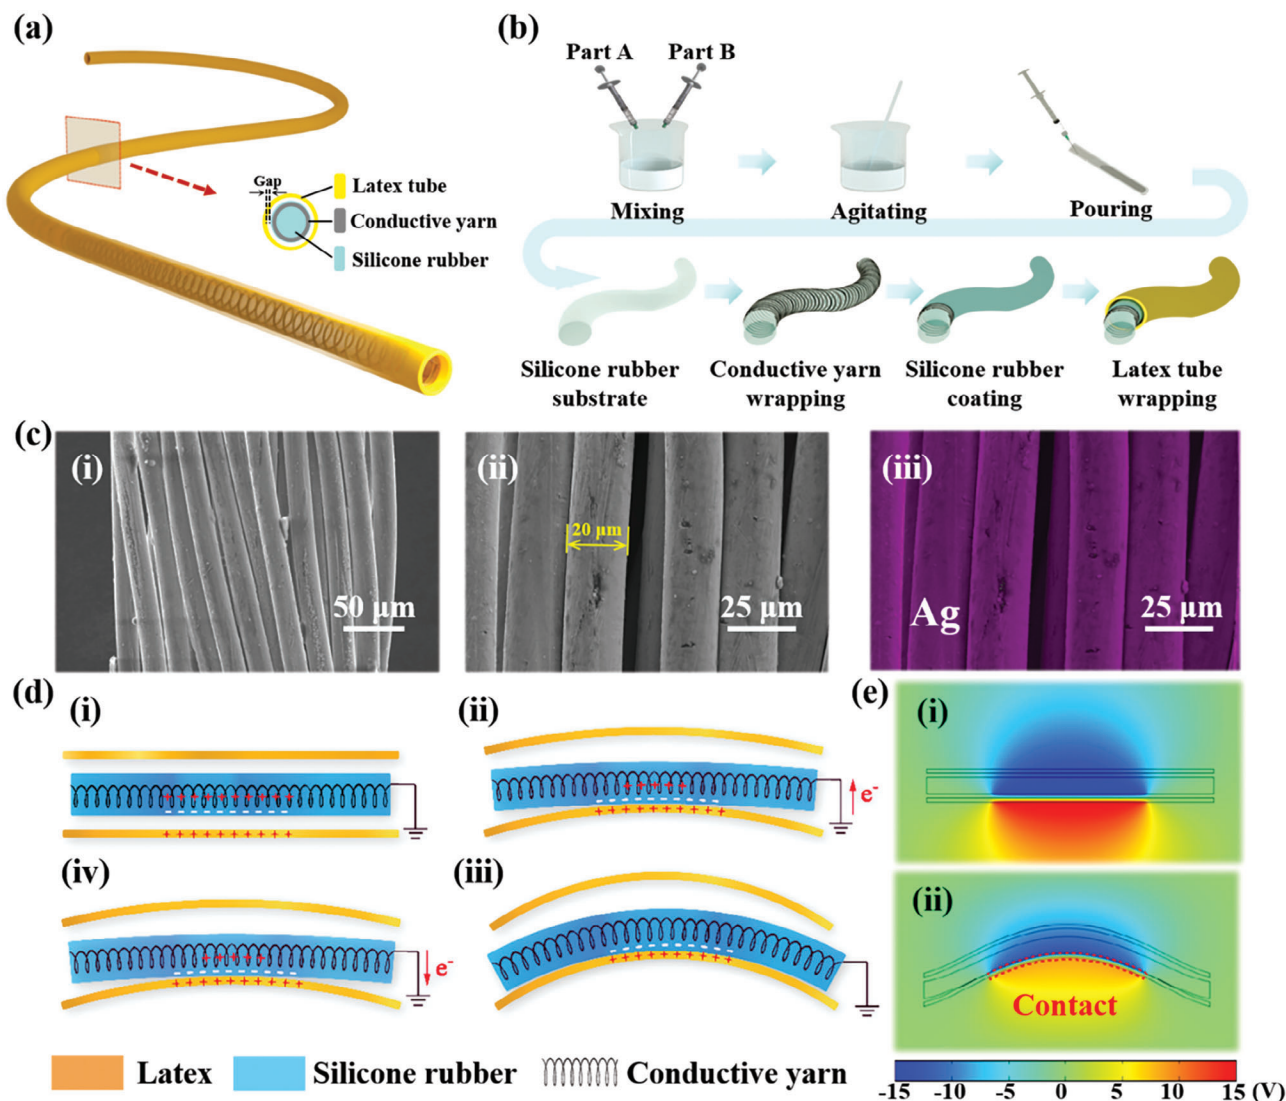 (a)
Gap
Latex tube
Conductive yarn
Silicone rubber
(b)
Part A Part B
Mixing
Agitating
Pouring
Silicone rubber
substrate
Conductive yarn
wrapping
Silicone rubber
coating
Latex tube
wrapping
(c)
(i)
50 μm
(ii)
20 μm
25 μm
(iii)
Ag
25 μm
(d)
(i)
(ii)
e-
(iv)
e-
(iii)
Latex
Silicone rubber
Conductive yarn
(e)
(i)
(ii)
Contact
-15 -10 -5 0 5 10 15 (V)